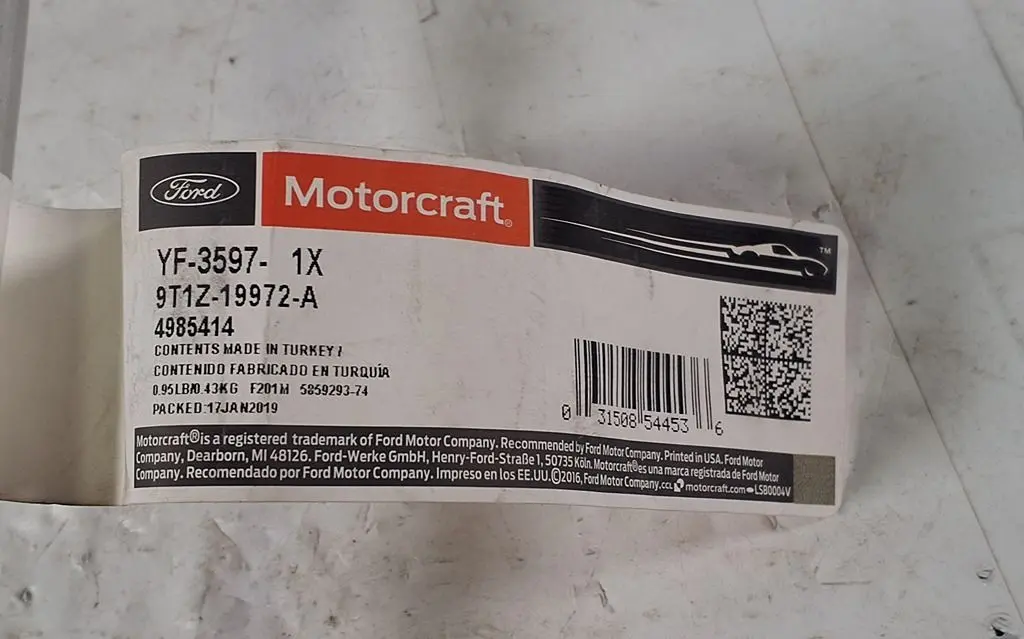 Ford
Motorcraft®
TM
YF-3597- 1X
9T1Z-19972-A
4985414
CONTENTS MADE IN TURKEY /
CONTENIDO FABRICADO EN TURQUÍA
0.95LB/0.43KG F201M 5859293-74
PACKED:17JAN2019
0 31508 54453 6
Motorcraft® is a registered trademark of Ford Motor Company. Recommended by Ford Motor Company. Printed in USA. Ford Motor
Company, Dearborn, MI 48126. Ford-Werke GmbH, Henry-Ford-Straße 1, 50735 Köln. Motorcraft® es una marca registrada de Ford Motor
Company. Recomendado por Ford Motor Company. Impreso en los EE.UU. ©2016, Ford Motor Company. CCL motorcraft.com LSB0004V